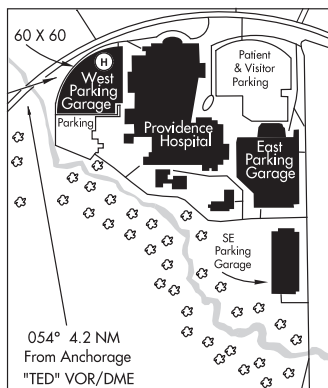 60 X 60
H
West
Parking
Garage
Parking
Patient
& Visitor
Parking
Providence
Hospital
East
Parking
Garage
SE
Parking
Garage
054° 4.2 NM
From Anchorage
"TED" VOR/DME